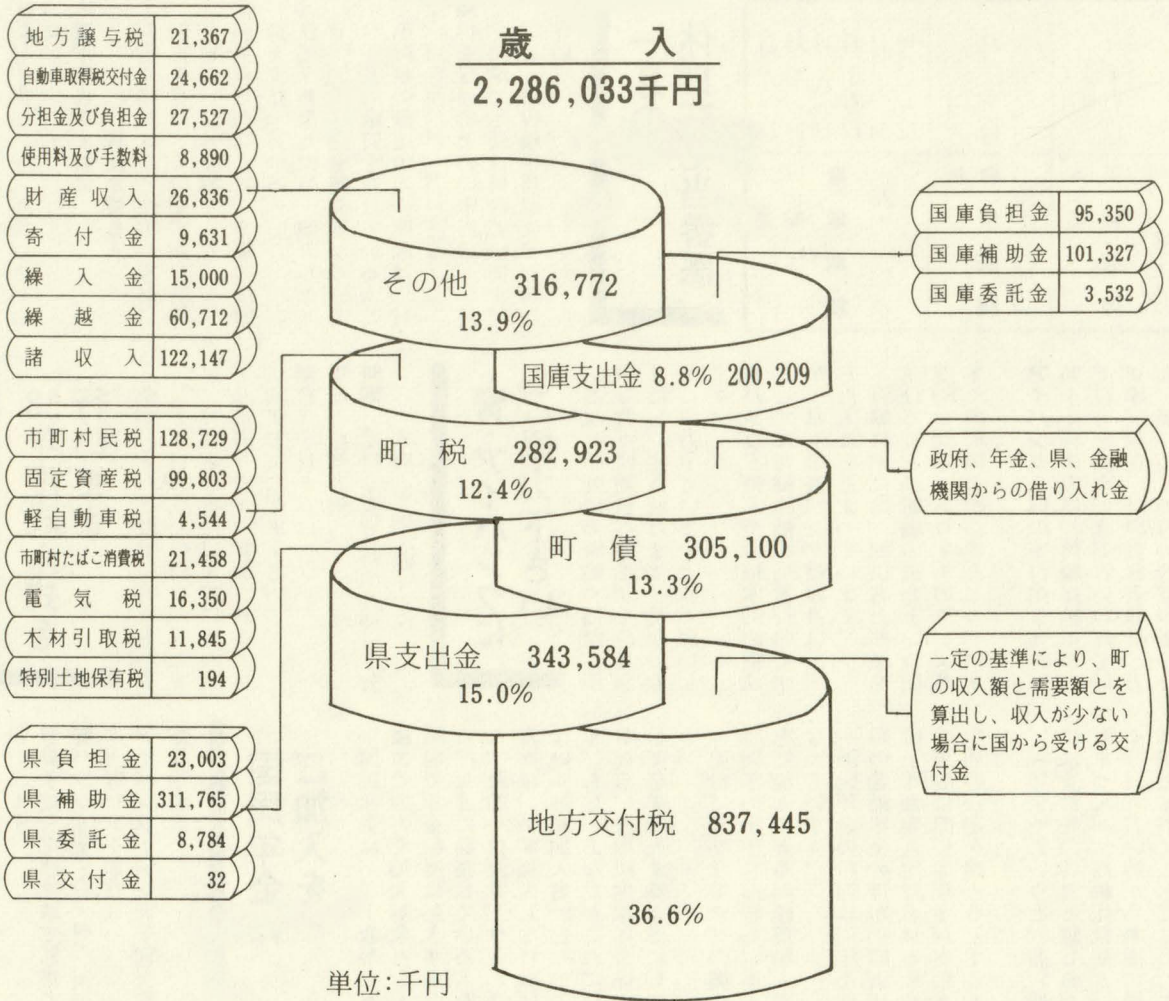 歳入
2,286,033千円
地方譲与税 21,367
自動車取得税交付金 24,662
分担金及び負担金 27,527
使用料及び手数料 8,890
財産収入 26,836
寄付金 9,631
繰入金 15,000
繰越金 60,712
諸収入 122,147
その他 316,772
13.9%
国庫負担金 95,350
国庫補助金 101,327
国庫委託金 3,532
国庫支出金 8.8% 200,209
市町村民税 128,729
固定資産税 99,803
軽自動車税 4,544
市町村たばこ消費税 21,458
電気税 16,350
木材引取税 11,845
特別土地保有税 194
町税 282,923
12.4%
政府、年金、県、金融
機関からの借り入れ金
町債 305,100
13.3%
県負担金 23,003
県補助金 311,765
県委託金 8,784
県交付金 32
県支出金 343,584
15.0%
一定の基準により、町
の収入額と需要額とを
算出し、収入が少ない
場合に国から受ける交
付金
地方交付税 837,445
36.6%
単位:千円